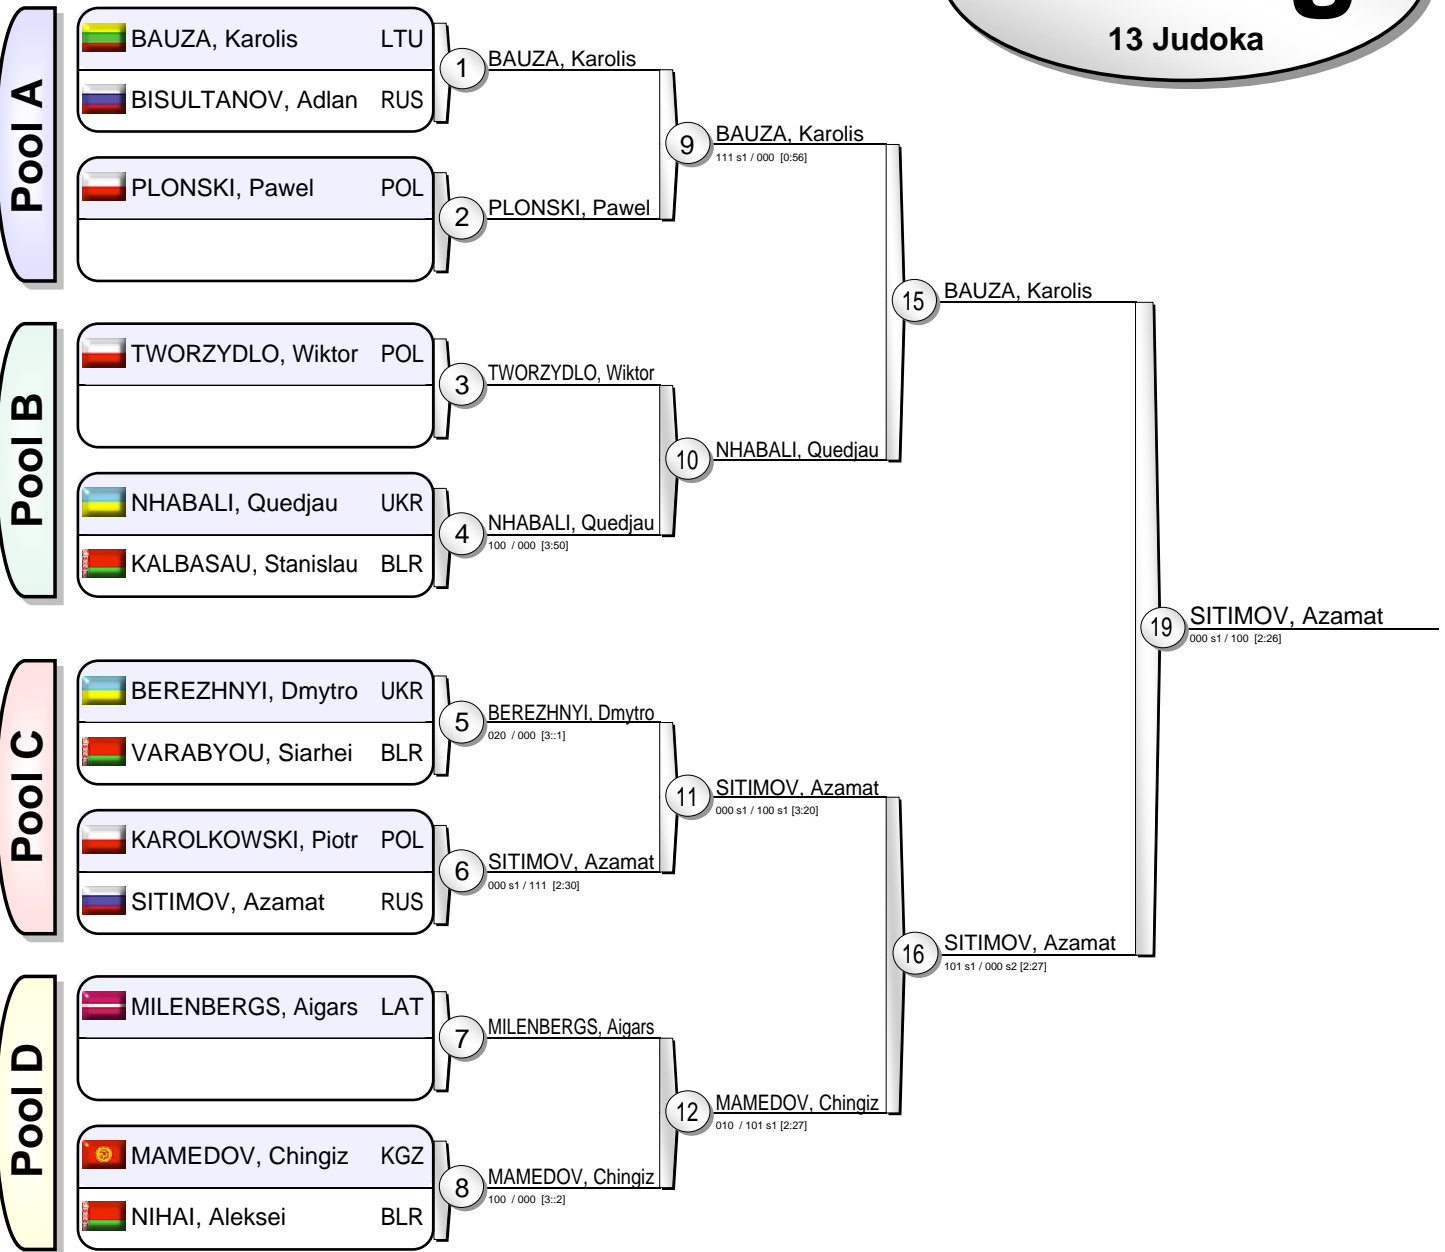 13 Judoka
Pool A
BAUZA, Karolis LTU
BISULTANOV, Adlan RUS
1
BAUZA, Karolis
PLONSKI, Pawel POL
2
PLONSKI, Pawel
9
BAUZA, Karolis
111 s1 / 000 [0:56]
Pool B
TWORZYDLO, Wiktor POL
3
TWORZYDLO, Wiktor
NHABALI, Quedjau UKR
KALBASAU, Stanislau BLR
4
NHABALI, Quedjau
100 / 000 [3:50]
10
NHABALI, Quedjau
15
BAUZA, Karolis
Pool C
BEREZHNYI, Dmytro UKR
VARABYOU, Siarhei BLR
5
BEREZHNYI, Dmytro
020 / 000 [3::1]
KAROLKOWSKI, Piotr POL
SITIMOV, Azamat RUS
6
SITIMOV, Azamat
000 s1 / 111 [2:30]
11
SITIMOV, Azamat
000 s1 / 100 s1 [3:20]
Pool D
MILENBERGS, Aigars LAT
7
MILENBERGS, Aigars
MAMEDOV, Chingiz KGZ
NIHAI, Aleksei BLR
8
MAMEDOV, Chingiz
100 / 000 [3::2]
12
MAMEDOV, Chingiz
010 / 101 s1 [2:27]
16
SITIMOV, Azamat
101 s1 / 000 s2 [2:27]
19
SITIMOV, Azamat
000 s1 / 100 [2:26]